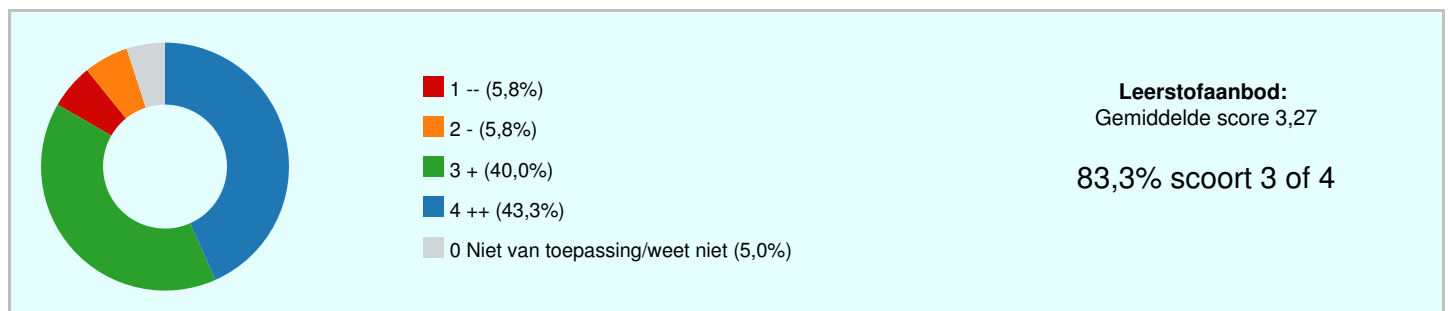 1 -- (5,8%)
2 - (5,8%)
3 + (40,0%)
4 ++ (43,3%)
0 Niet van toepassing/weet niet (5,0%)
Leerstofaanbod:
Gemiddelde score 3,27
83,3% scoort 3 of 4